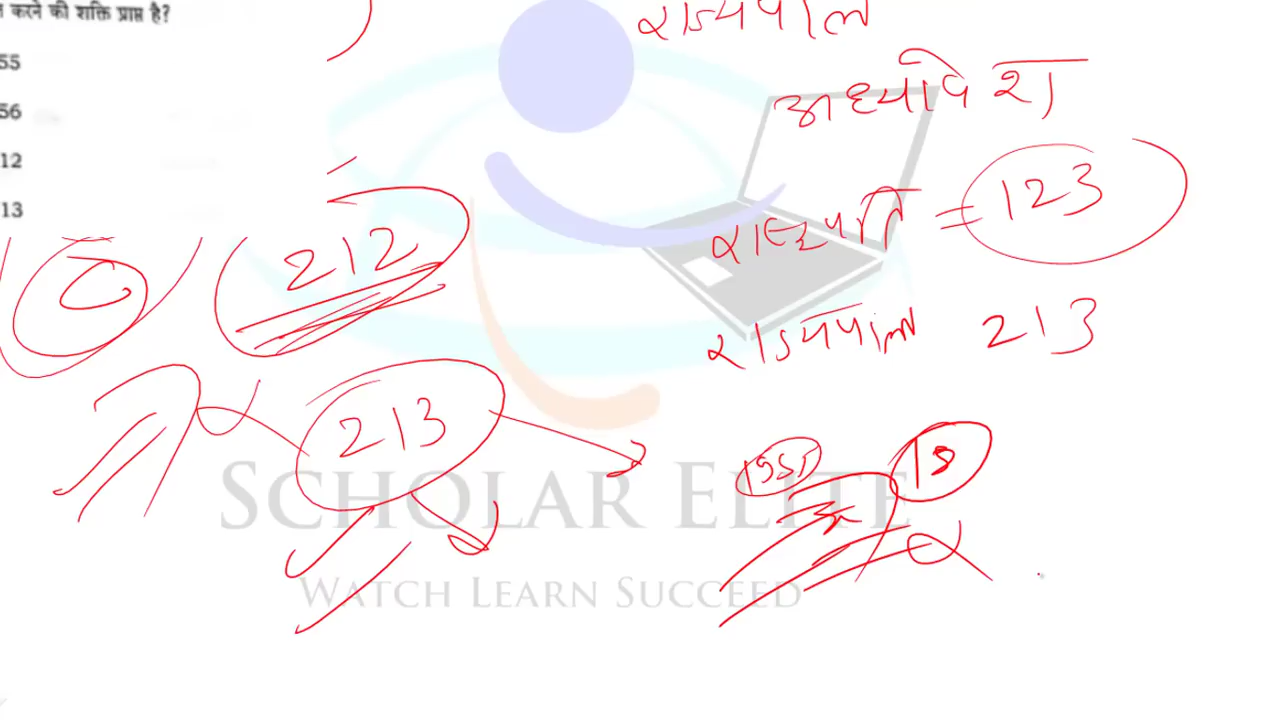 करने की शक्ति प्राप्त है?
राज्यपाल
55
अध्यादेश
56
12
राष्ट्रपति = 123
13
212
राज्यपाल 213
213
SCHOLAR ELITE
WATCH LEARN SUCCEED